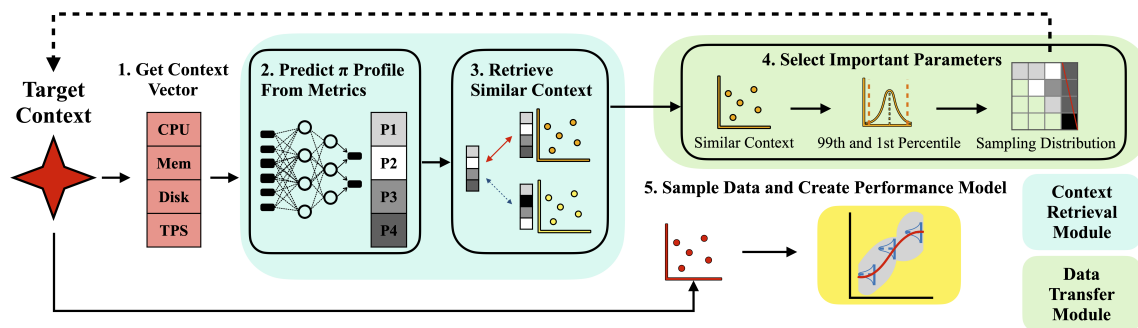 Target
Context
1. Get Context
Vector
CPU
Mem
Disk
TPS
2. Predict π Profile
From Metrics
P1
P2
P3
P4
3. Retrieve
Similar Context
4. Select Important Parameters
Similar Context
99th and 1st Percentile
Sampling Distribution
5. Sample Data and Create Performance Model
Context
Retrieval
Module
Data
Transfer
Module